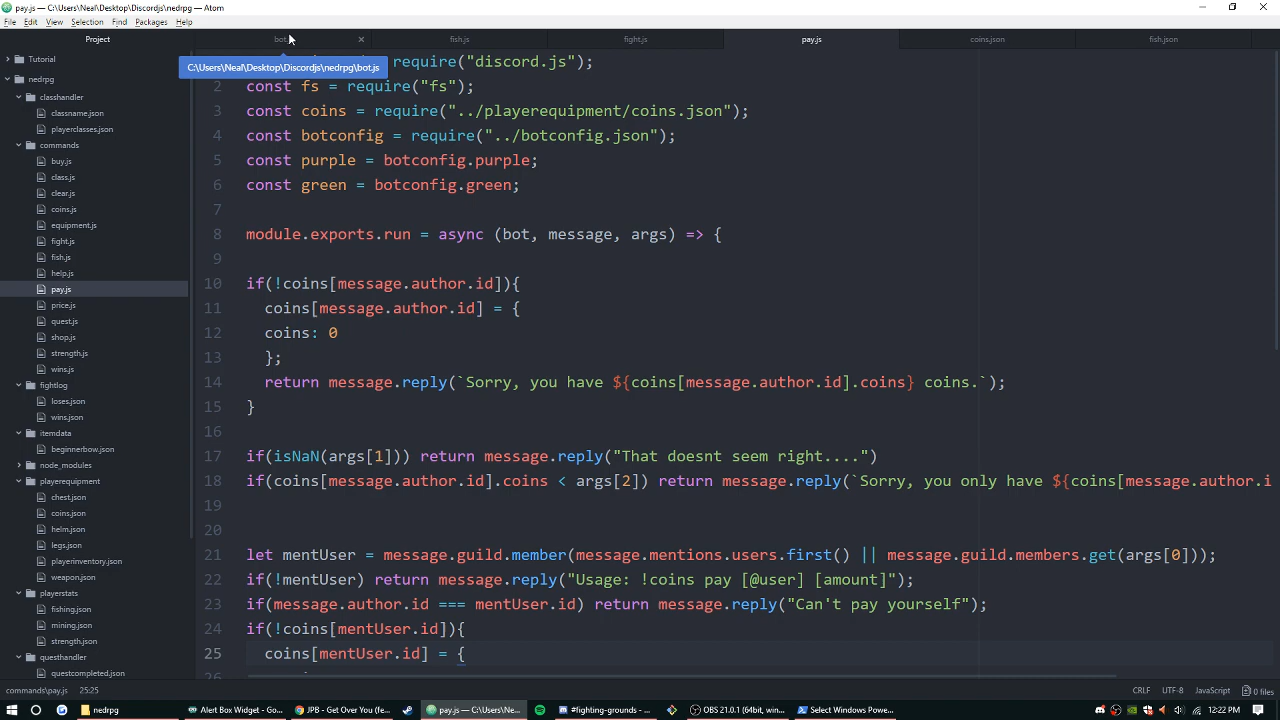 pay.js — C:\Users\Neal\Desktop\Discordjs\nedrpg — Atom
File Edit View Selection Find Packages Help
Project
bot.
fish.js
fight.js
pay.js
coins.json
fish.json
C:\Users\Neal\Desktop\Discordjs\nedrpg\bot.js
Tutorial
nedrpg
classhandler
classname.json
playerclasses.json
commands
buy.js
class.js
clear.js
coins.js
equipment.js
fight.js
fish.js
help.js
pay.js
price.js
quest.js
shop.js
strength.js
wins.js
fightlog
loses.json
wins.json
itemdata
beginnerbow.json
node_modules
playerequipment
chest.json
coins.json
helm.json
legs.json
playerinventory.json
weapon.json
playerstats
fishing.json
mining.json
strength.json
questhandler
questcompleted.json
require("discord.js");
2 const fs = require("fs");
3 const coins = require("../playerequipment/coins.json");
4 const botconfig = require("../botconfig.json");
5 const purple = botconfig.purple;
6 const green = botconfig.green;
7
8 module.exports.run = async (bot, message, args) => {
9
10 if(!coins[message.author.id]){
11 coins[message.author.id] = {
12 coins: 0
13 };
14 return message.reply(`Sorry, you have ${coins[message.author.id].coins} coins.`);
15 }
16
17 if(isNaN(args[1])) return message.reply("That doesnt seem right....")
18 if(coins[message.author.id].coins < args[2]) return message.reply(`Sorry, you only have ${coins[message.author.i
19
20
21 let mentUser = message.guild.member(message.mentions.users.first() || message.guild.members.get(args[0]));
22 if(!mentUser) return message.reply("Usage: !coins pay [@user] [amount]");
23 if(message.author.id === mentUser.id) return message.reply("Can't pay yourself");
24 if(!coins[mentUser.id]){
25 coins[mentUser.id] = {
commands\pay.js 25:25
CRLF UTF-8 JavaScript 0 files
nedrpg
Alert Box Widget - Go...
JPB - Get Over You (fe...
pay.js — C:\Users\Ne...
#fighting-grounds - ...
OBS 21.0.1 (64bit, win...
Select Windows Powe...
12:22 PM